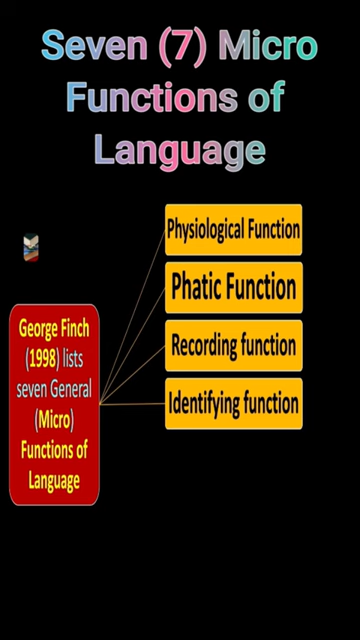 Seven (7) Micro
Functions of
Language
Physiological Function
Phatic Function
Recording function
Identifying function
George Finch
(1998) lists
seven General
(Micro)
Functions of
Language